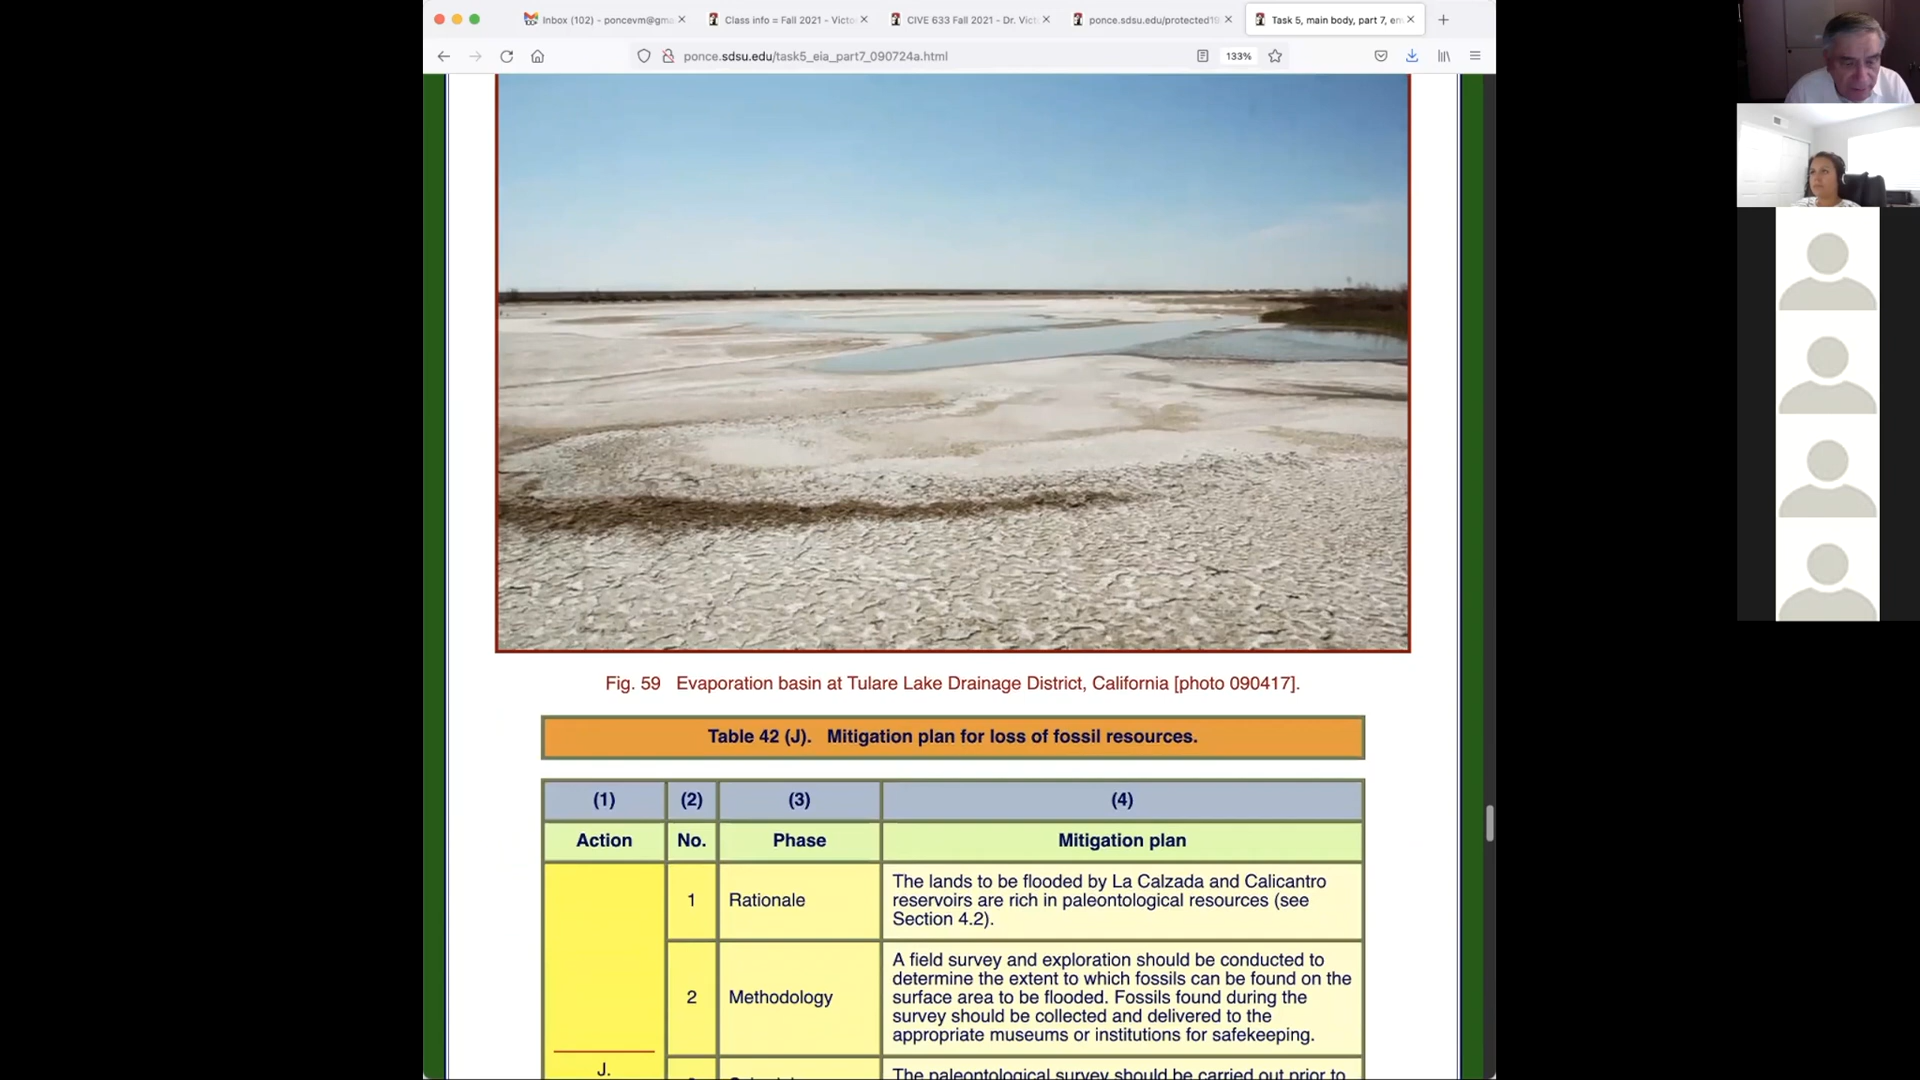 Inbox (102) - poncevm@gma
Class info = Fall 2021 - Victo
CIVE 633 Fall 2021 - Dr. Vict
ponce.sdsu.edu/protected19
Task 5, main body, part 7, en
ponce.sdsu.edu/task5_eia_part7_090724a.html
133%
Fig. 59 Evaporation basin at Tulare Lake Drainage District, California [photo 090417].
Table 42 (J). Mitigation plan for loss of fossil resources.
(1) (2) (3) (4)
Action No. Phase Mitigation plan
1 Rationale
The lands to be flooded by La Calzada and Calicantro
reservoirs are rich in paleontological resources (see
Section 4.2).
2 Methodology
A field survey and exploration should be conducted to
determine the extent to which fossils can be found on the
surface area to be flooded. Fossils found during the
survey should be collected and delivered to the
appropriate museums or institutions for safekeeping.
J.
The paleontological survey should be carried out prior to